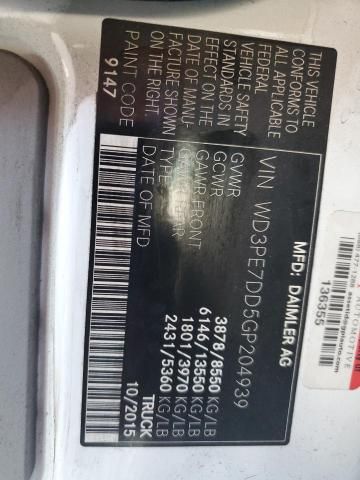 MFD. DAIMLER AG
VIN WD3PE7DD5GP204939
GVWR 3878/8550 KG/LB
GCWR 6146/13550 KG/LB
GAWR FRONT 1801/3970 KG/LB
2431/5360 KG/LB
TYPE TRUCK
DATE OF MFD 10/2015
THIS VEHICLE
CONFORMS TO
ALL APPLICABLE
FEDERAL
VEHICLE SAFETY
EFFECT ON THE
DATE OF MANU-
FACTURE SHOWN
ON THE RIGHT.
PAINT CODE
9147
AUTOMOTIVE
136355